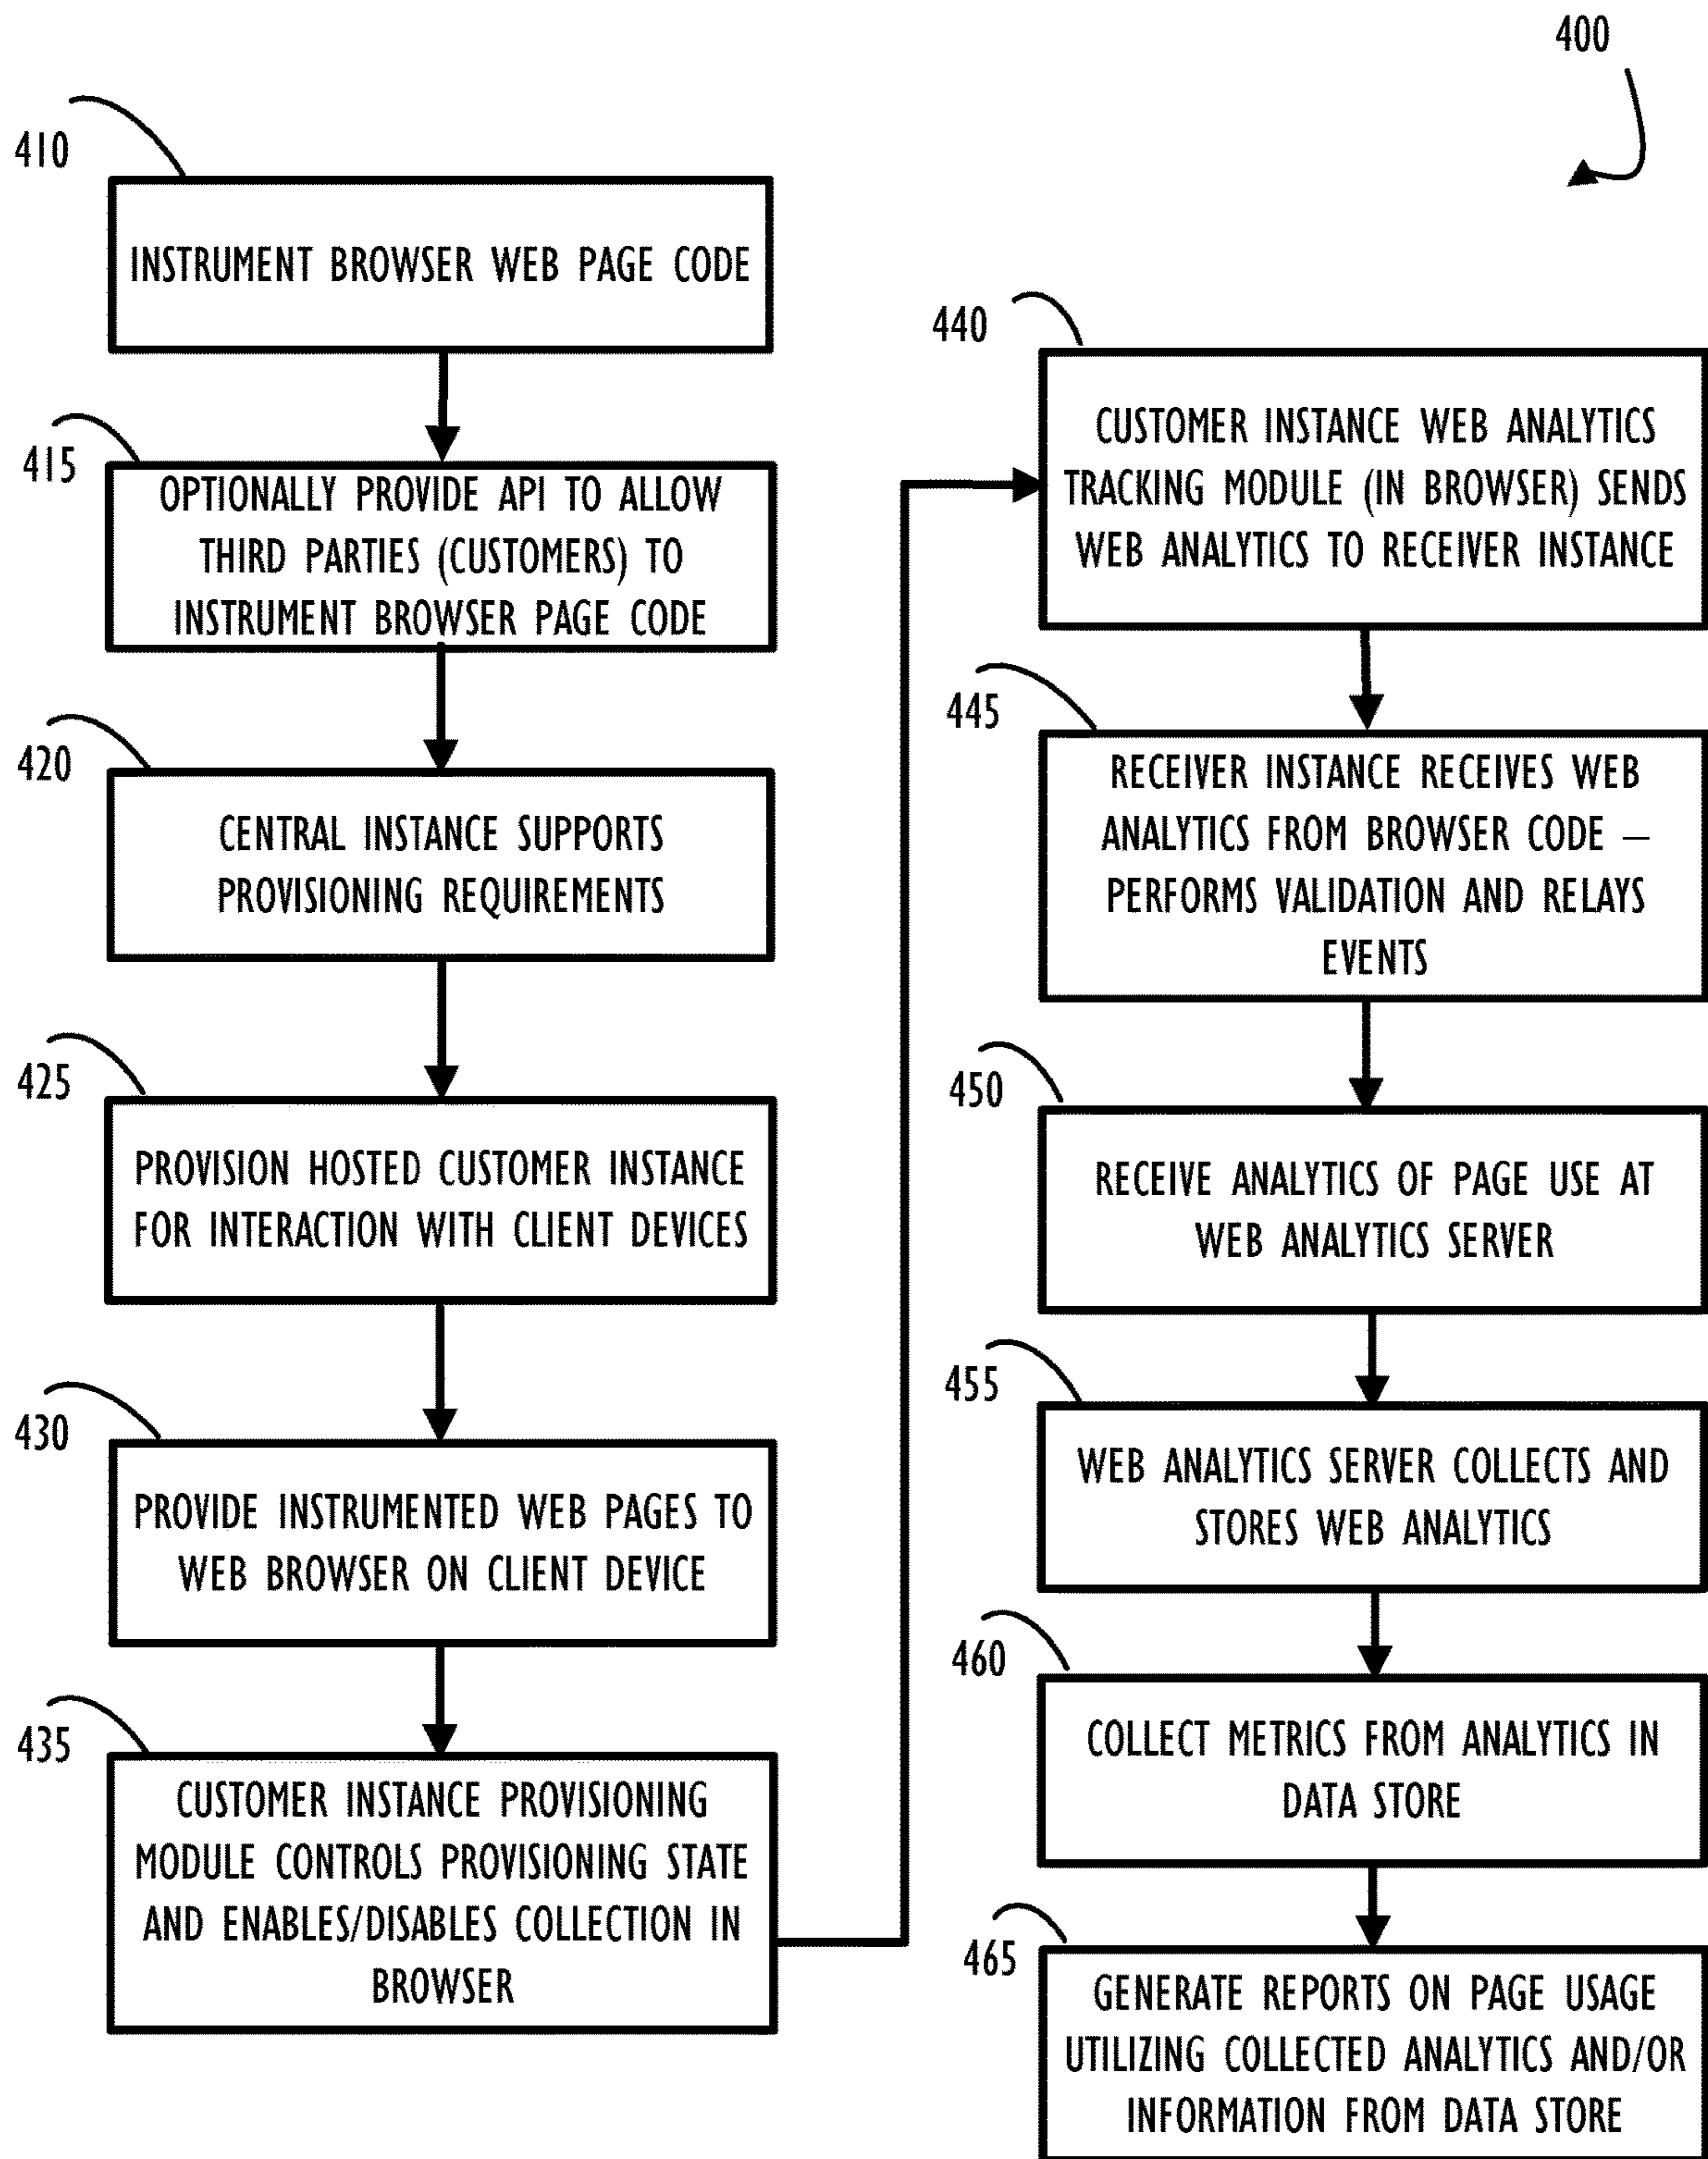 400
410
INSTRUMENT BROWSER WEB PAGE CODE
415
OPTIONALLY PROVIDE API TO ALLOW
THIRD PARTIES (CUSTOMERS) TO
INSTRUMENT BROWSER PAGE CODE
420
CENTRAL INSTANCE SUPPORTS
PROVISIONING REQUIREMENTS
425
PROVISION HOSTED CUSTOMER INSTANCE
FOR INTERACTION WITH CLIENT DEVICES
430
PROVIDE INSTRUMENTED WEB PAGES TO
WEB BROWSER ON CLIENT DEVICE
435
CUSTOMER INSTANCE PROVISIONING
MODULE CONTROLS PROVISIONING STATE
AND ENABLES/DISABLES COLLECTION IN
BROWSER
440
CUSTOMER INSTANCE WEB ANALYTICS
TRACKING MODULE (IN BROWSER) SENDS
WEB ANALYTICS TO RECEIVER INSTANCE
445
RECEIVER INSTANCE RECEIVES WEB
ANALYTICS FROM BROWSER CODE –
PERFORMS VALIDATION AND RELAYS
EVENTS
450
RECEIVE ANALYTICS OF PAGE USE AT
WEB ANALYTICS SERVER
455
WEB ANALYTICS SERVER COLLECTS AND
STORES WEB ANALYTICS
460
COLLECT METRICS FROM ANALYTICS IN
DATA STORE
465
GENERATE REPORTS ON PAGE USAGE
UTILIZING COLLECTED ANALYTICS AND/OR
INFORMATION FROM DATA STORE